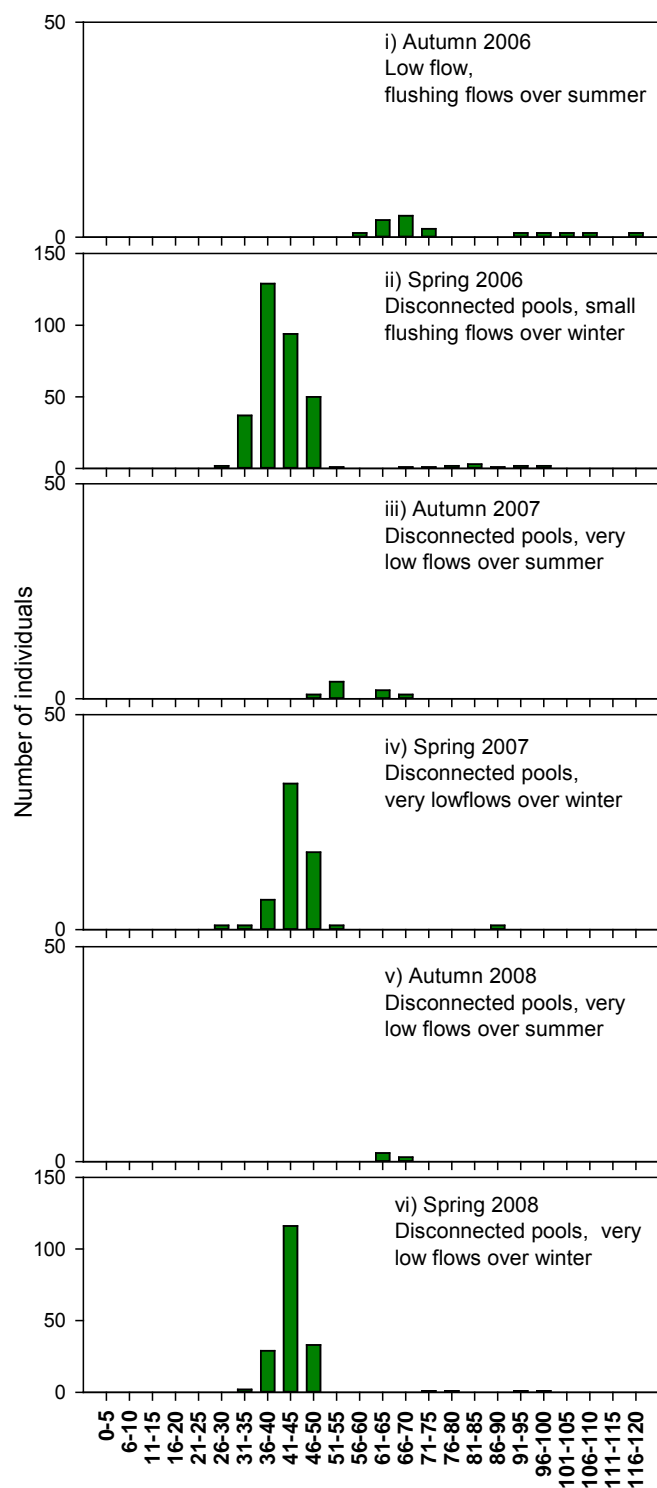 Number of individuals
50
i) Autumn 2006
Low flow,
flushing flows over summer
0
150
ii) Spring 2006
Disconnected pools, small
flushing flows over winter
100
50
0
50
iii) Autumn 2007
Disconnected pools, very
low flows over summer
0
50
iv) Spring 2007
Disconnected pools,
very lowflows over winter
0
50
v) Autumn 2008
Disconnected pools, very
low flows over summer
0
150
vi) Spring 2008
Disconnected pools, very
low flows over winter
100
50
0
0-5
6-10
11-15
16-20
21-25
26-30
31-35
36-40
41-45
46-50
51-55
56-60
61-65
66-70
71-75
76-80
81-85
86-90
91-95
96-100
101-105
106-110
111-115
116-120